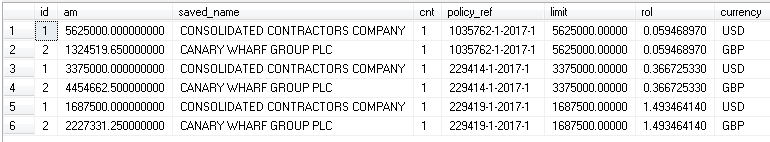 id am saved_name cnt policy_ref limit rol currency
1 1 5625000.000000000 CONSOLIDATED CONTRACTORS COMPANY 1 1035762-1-2017-1 5625000.00000 0.059468970 USD
2 2 1324519.650000000 CANARY WHARF GROUP PLC 1 1035762-1-2017-1 5625000.00000 0.059468970 GBP
3 1 3375000.000000000 CONSOLIDATED CONTRACTORS COMPANY 1 229414-1-2017-1 3375000.00000 0.366725330 USD
4 2 4454662.500000000 CANARY WHARF GROUP PLC 1 229414-1-2017-1 3375000.00000 0.366725330 GBP
5 1 1687500.000000000 CONSOLIDATED CONTRACTORS COMPANY 1 229419-1-2017-1 1687500.00000 1.493464140 USD
6 2 2227331.250000000 CANARY WHARF GROUP PLC 1 229419-1-2017-1 1687500.00000 1.493464140 GBP